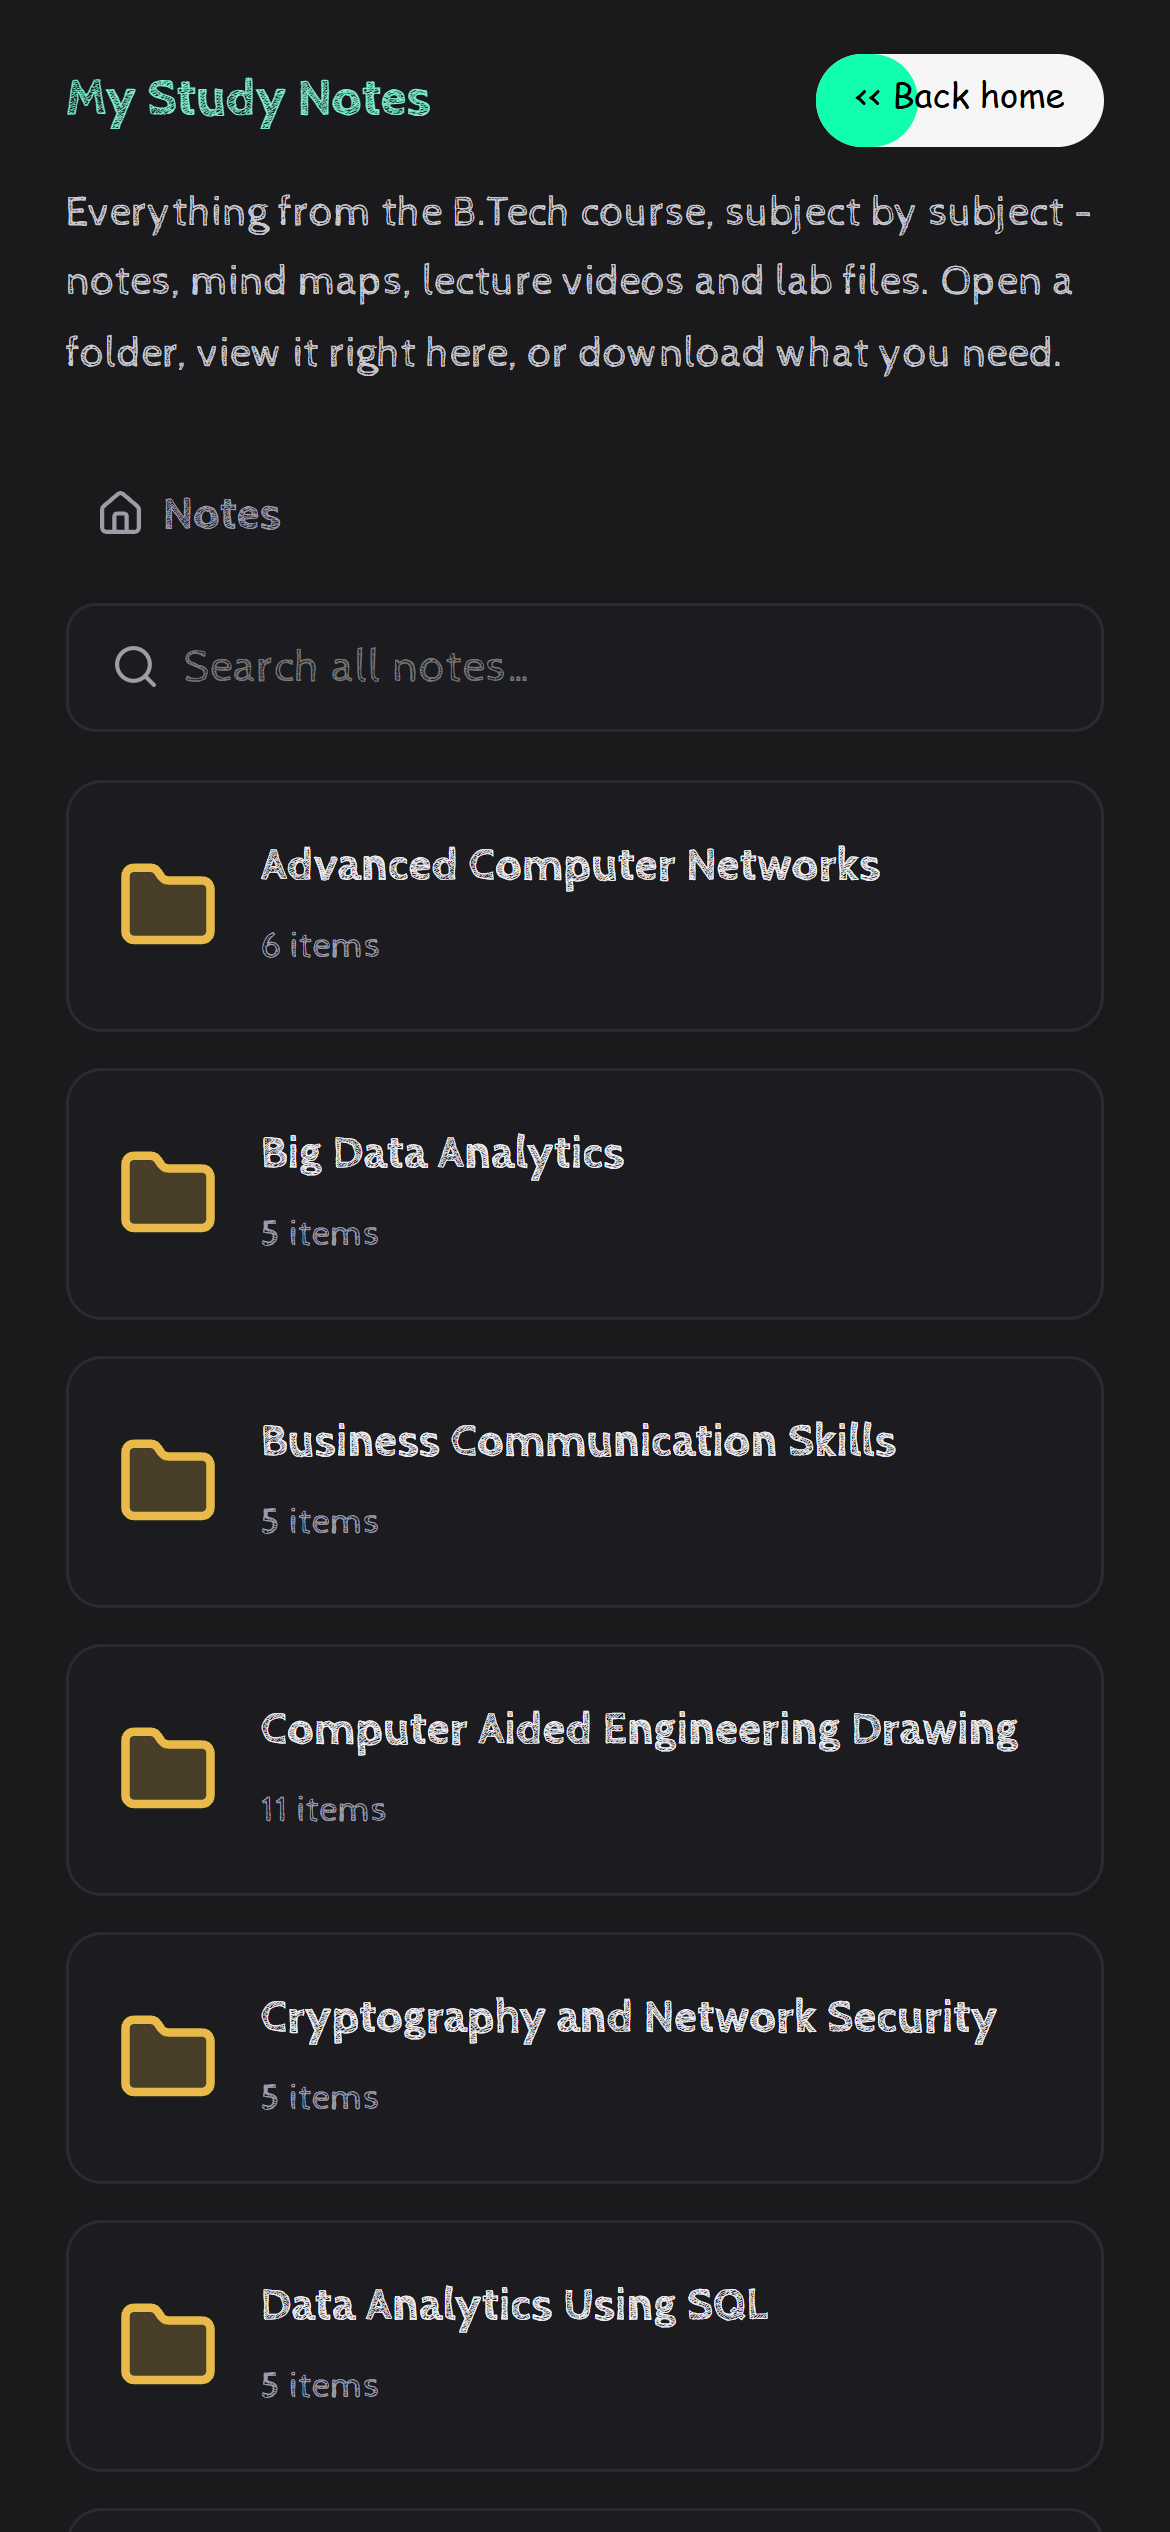 My Study Notes
<< Back home
Everything from the B.Tech course, subject by subject -
notes, mind maps, lecture videos and lab files. Open a
folder, view it right here, or download what you need.
Notes
Search all notes...
Advanced Computer Networks
6 items
Big Data Analytics
5 items
Business Communication Skills
5 items
Computer Aided Engineering Drawing
11 items
Cryptography and Network Security
5 items
Data Analytics Using SQL
5 items